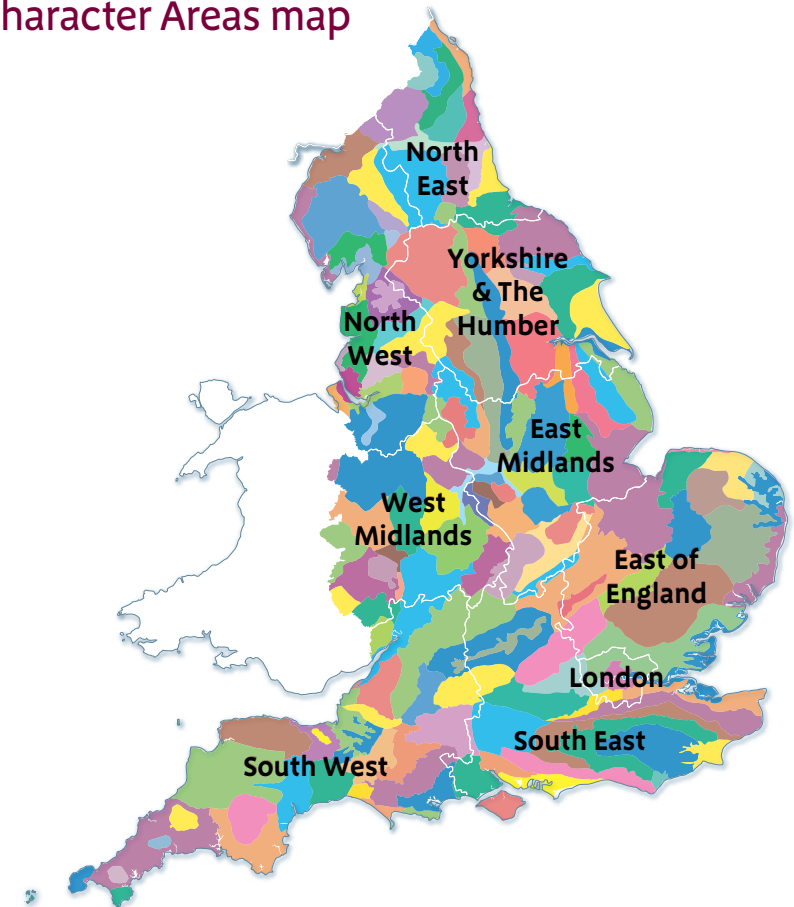 haracter Areas map
North
East
Yorkshire
& The
Humber
North
West
East
Midlands
West
Midlands
East of
England
London
South East
South West